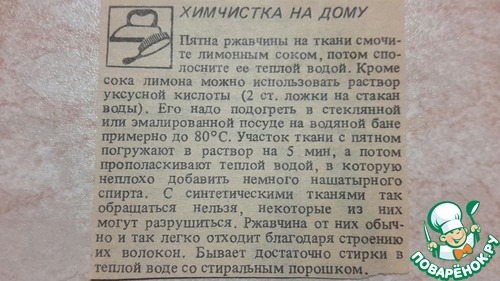 ХИМЧИСТКА НА ДОМУ
Пятна ржавчины на ткани смочи-
те лимонным соком, потом спо-
лосните ее теплой водой. Кроме
сока лимона можно использовать раствор
уксусной кислоты (2 ст. ложки на стакан
воды). Его надо подогреть в стеклянной
или эмалированной посуде на водяной бане
примерно до 80°С. Участок ткани с пятном
погружают в раствор на 5 мин, а потом
прополаскивают теплой водой, в которую
неплохо добавить немного нашатырного
спирта. С синтетическими тканями так
обращаться нельзя, некоторые из них
могут разрушиться. Ржавчина от них обыч-
но и так легко отходит благодаря строению
их волокон. Бывает достаточно стирки в
теплой воде со стиральным порошком.
ПОВАРЁНОК.РУ